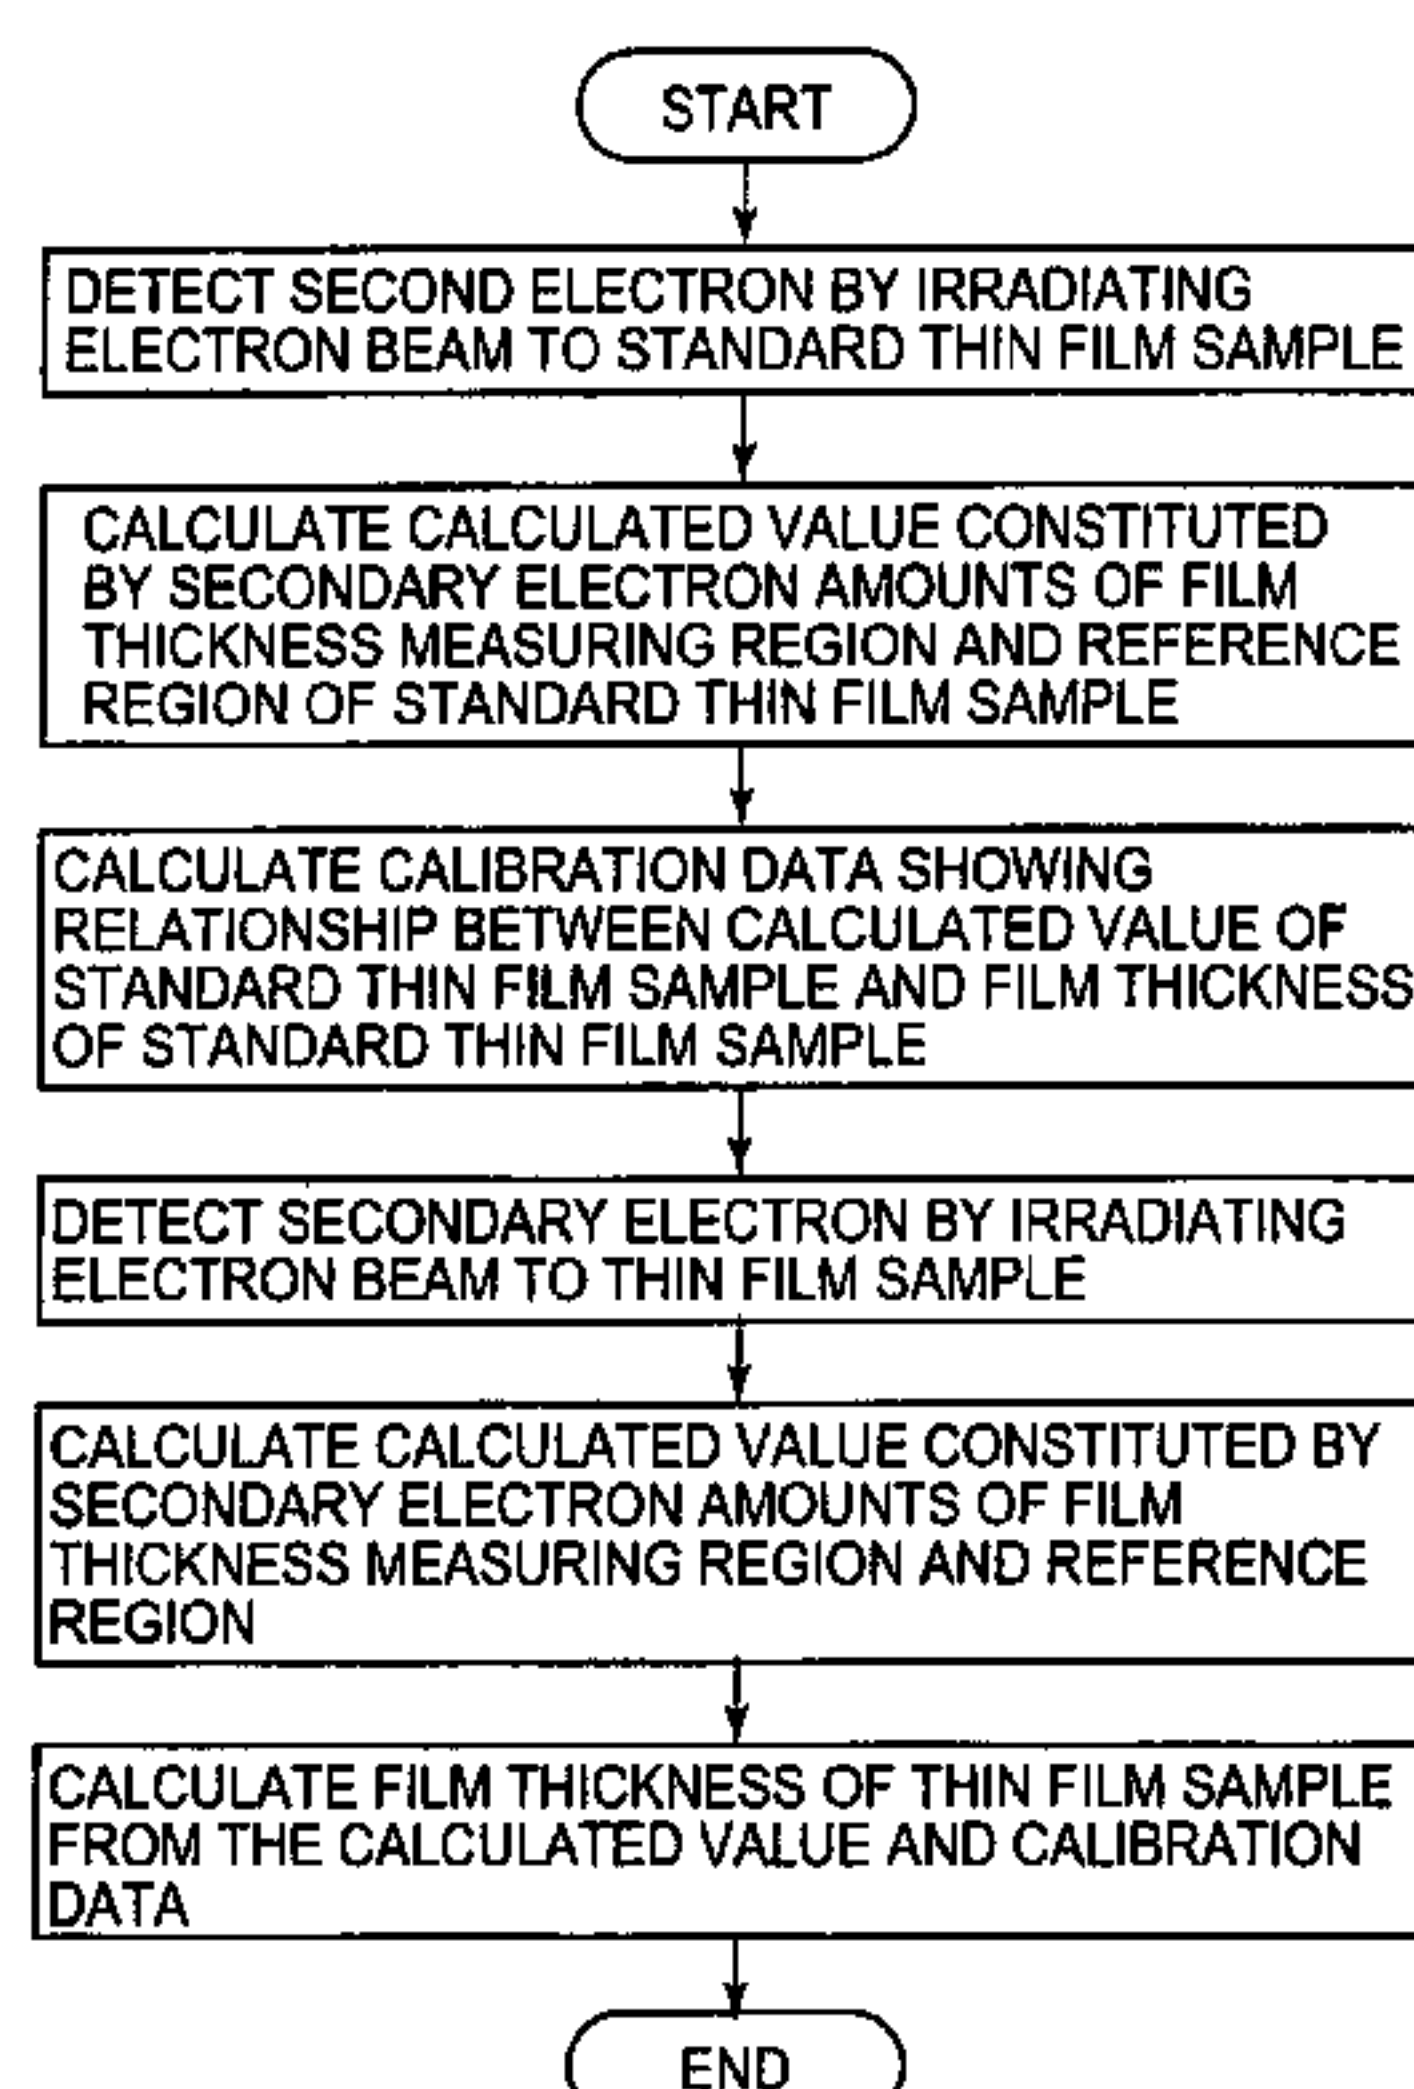 START
DETECT SECOND ELECTRON BY IRRADIATING
ELECTRON BEAM TO STANDARD THIN FILM SAMPLE
CALCULATE CALCULATED VALUE CONSTITUTED
BY SECONDARY ELECTRON AMOUNTS OF FILM
THICKNESS MEASURING REGION AND REFERENCE
REGION OF STANDARD THIN FILM SAMPLE
CALCULATE CALIBRATION DATA SHOWING
RELATIONSHIP BETWEEN CALCULATED VALUE OF
STANDARD THIN FILM SAMPLE AND FILM THICKNESS
OF STANDARD THIN FILM SAMPLE
DETECT SECONDARY ELECTRON BY IRRADIATING
ELECTRON BEAM TO THIN FILM SAMPLE
CALCULATE CALCULATED VALUE CONSTITUTED BY
SECONDARY ELECTRON AMOUNTS OF FILM
THICKNESS MEASURING REGION AND REFERENCE
REGION
CALCULATE FILM THICKNESS OF THIN FILM SAMPLE
FROM THE CALCULATED VALUE AND CALIBRATION
DATA
END